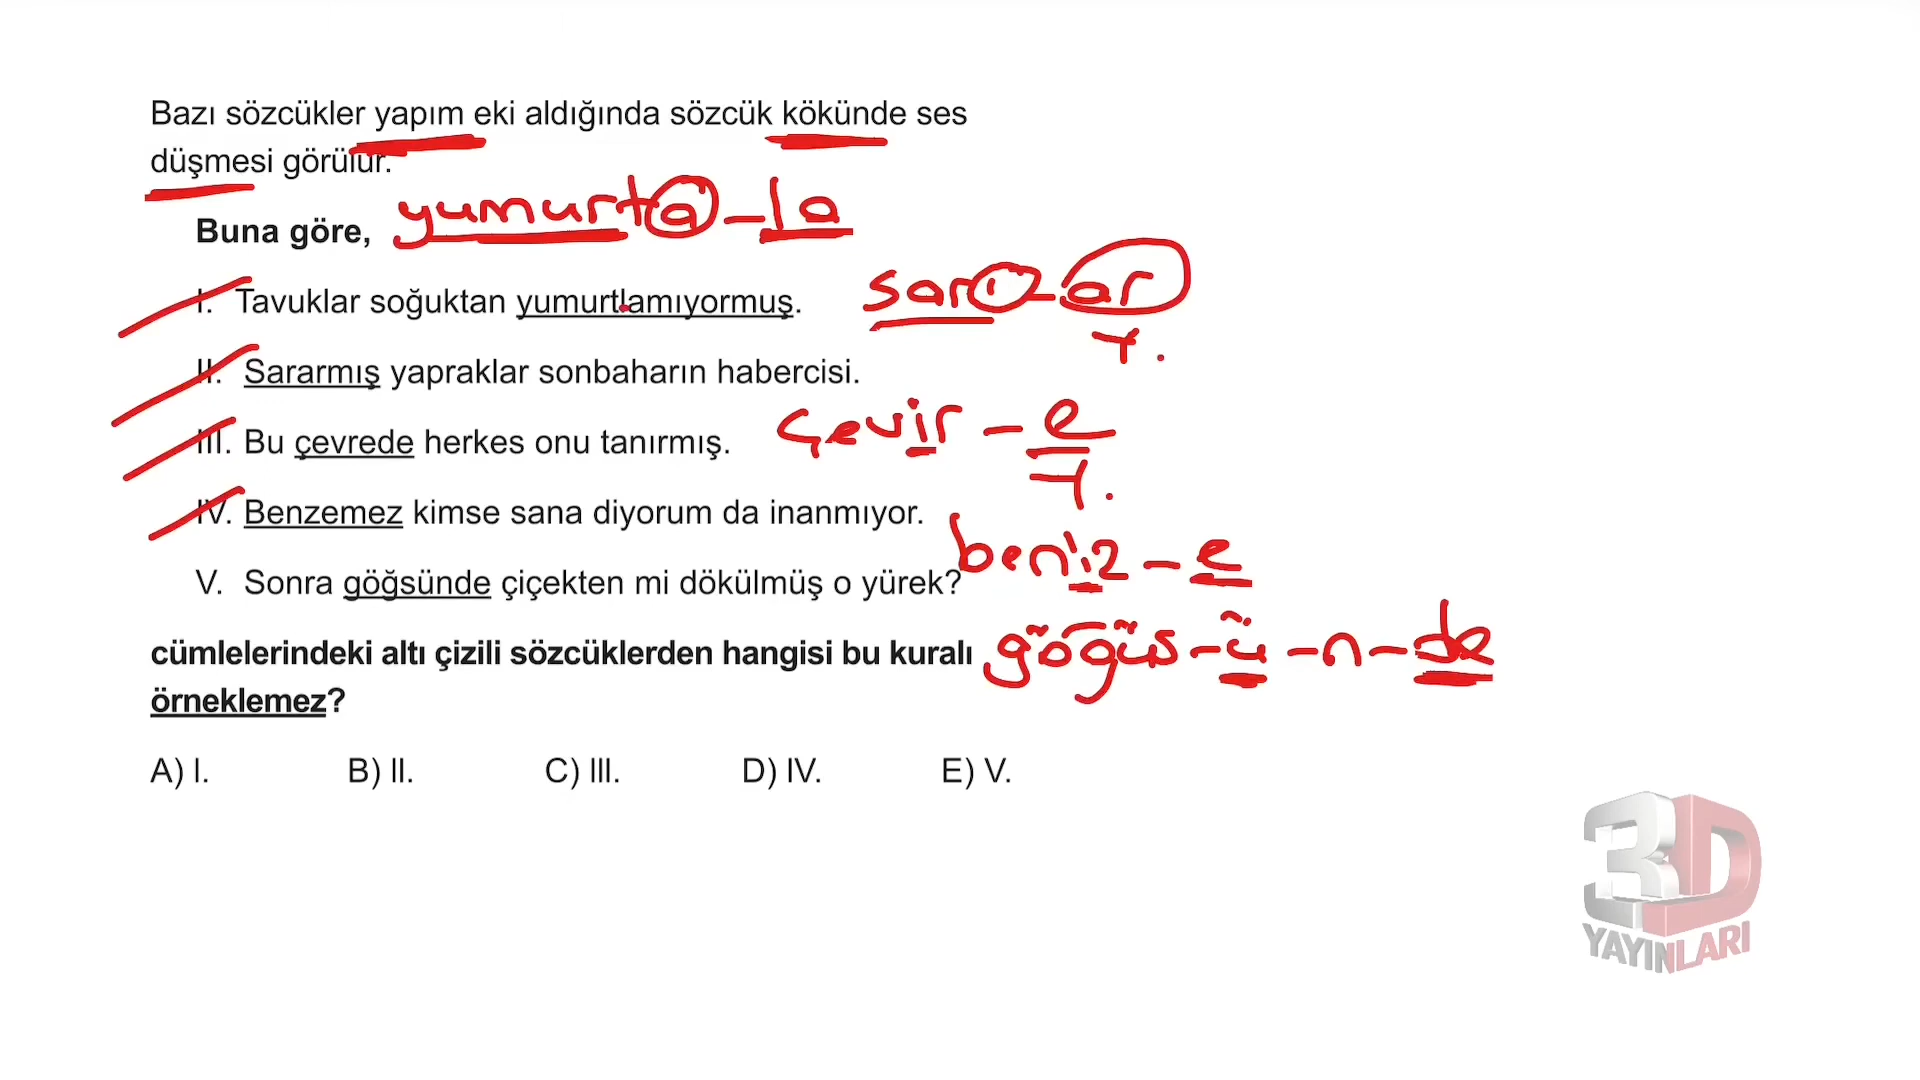 Bazı sözcükler yapım eki aldığında sözcük kökünde ses
düşmesi görülür.
yumurta-la
Buna göre,
sarı-ar
I. Tavuklar soğuktan yumurtlamıyormuş.
Y.
II. Sararmış yapraklar sonbaharın habercisi.
çevir-e
III. Bu çevrede herkes onu tanırmış.
Y.
IV. Benzemez kimse sana diyorum da inanmıyor.
beniz-e
V. Sonra göğsünde çiçekten mi dökülmüş o yürek?
göğüs-ü-n-de
cümlelerindeki altı çizili sözcüklerden hangisi bu kuralı
örneklemez?
A) I. B) II. C) III. D) IV. E) V.
3D
YAYINLARI